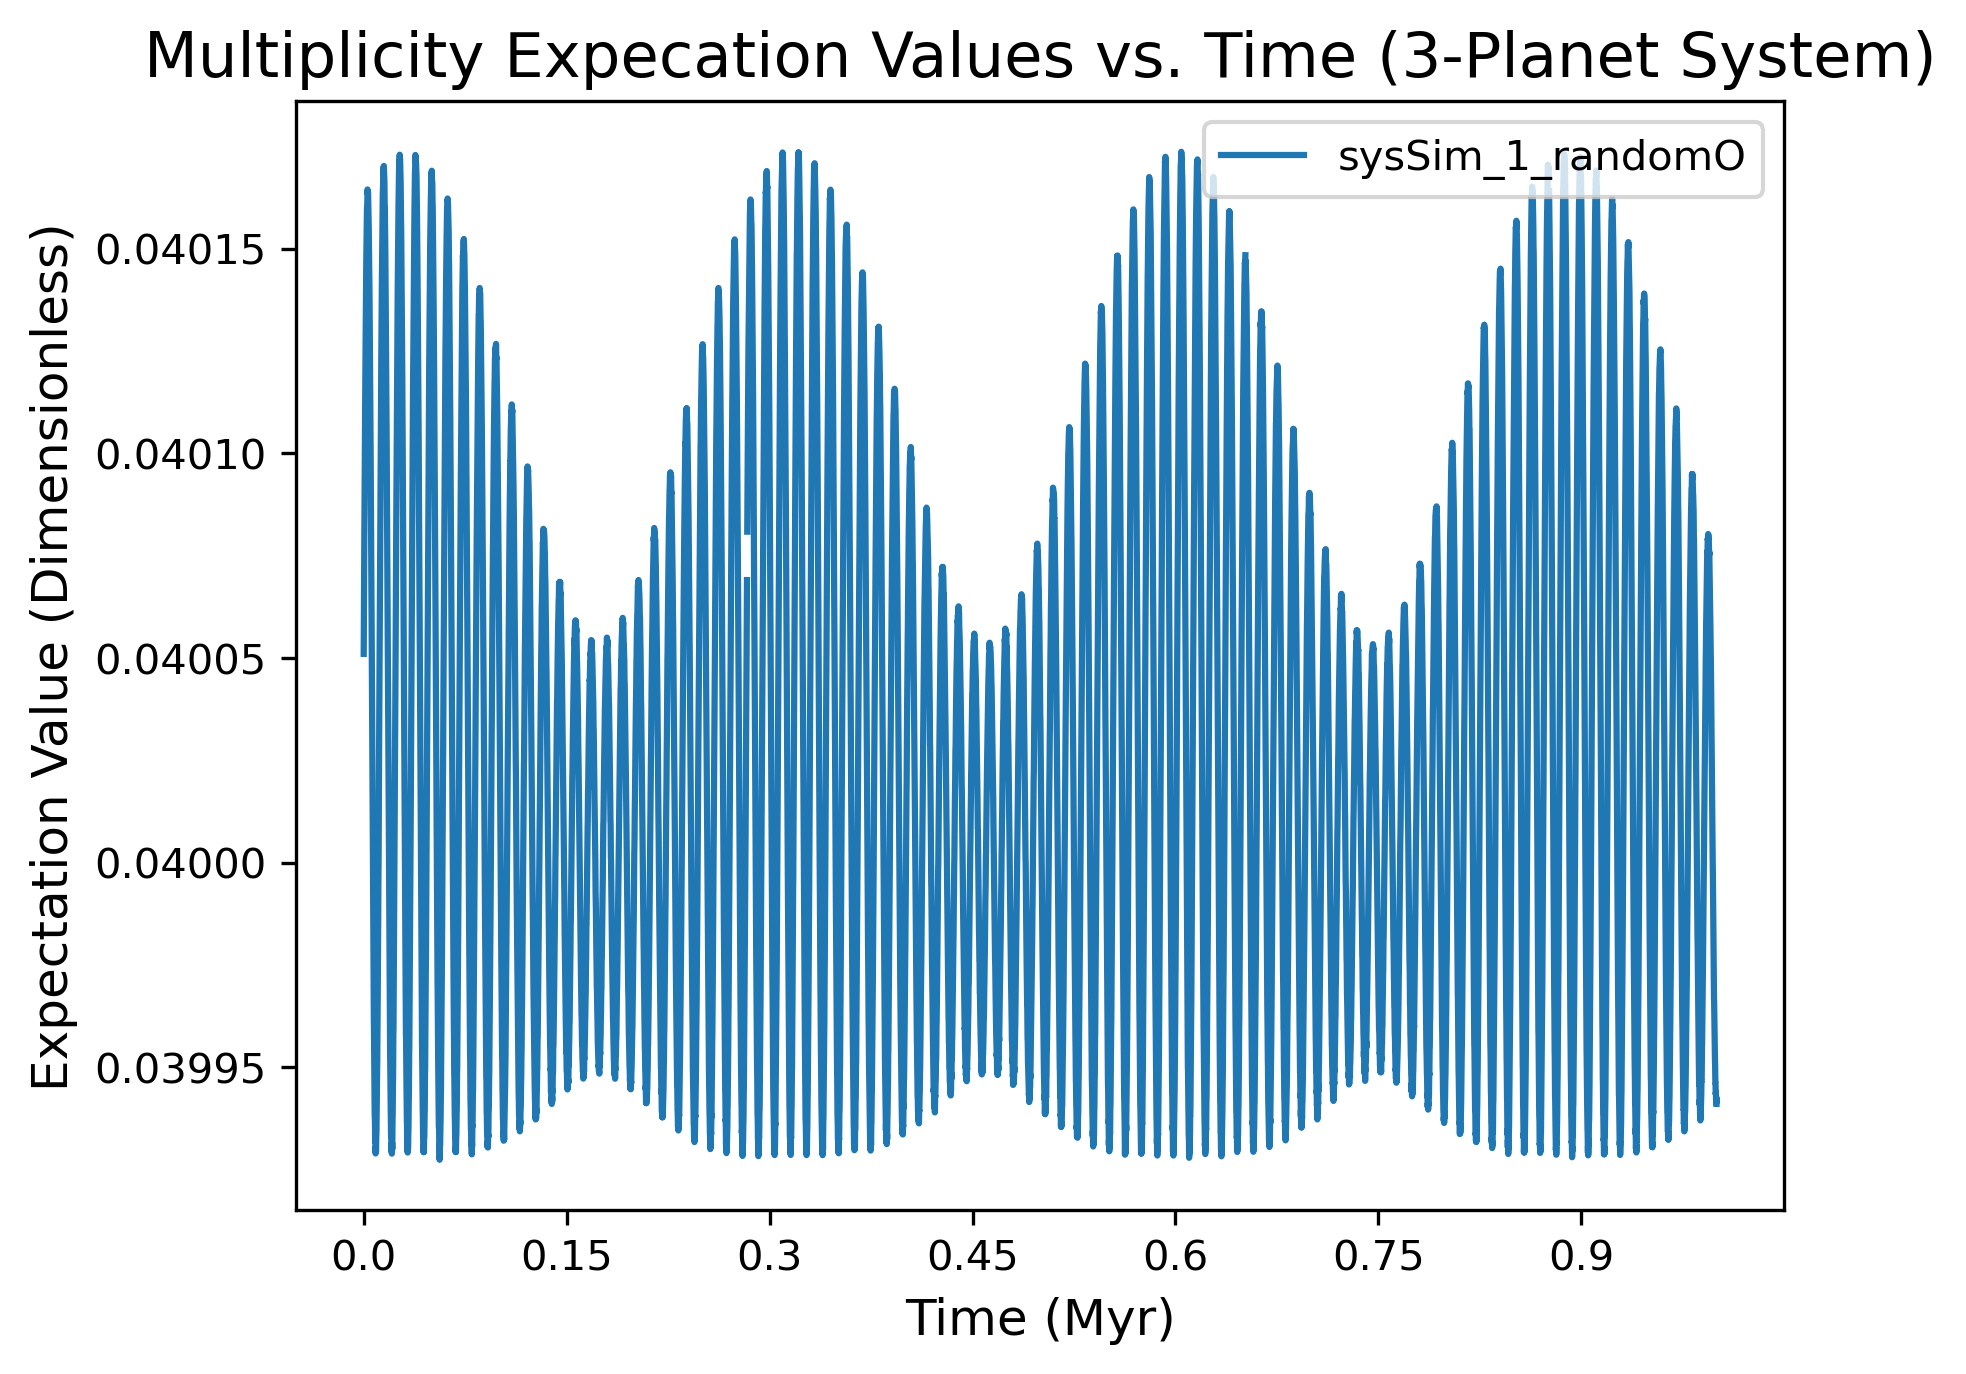 Multiplicity Expecation Values vs. Time (3-Planet System)
sysSim_1_randomO
Expectation Value (Dimensionless)
0.04015
0.04010
0.04005
0.04000
0.03995
0.0 0.15 0.3 0.45 0.6 0.75 0.9
Time (Myr)